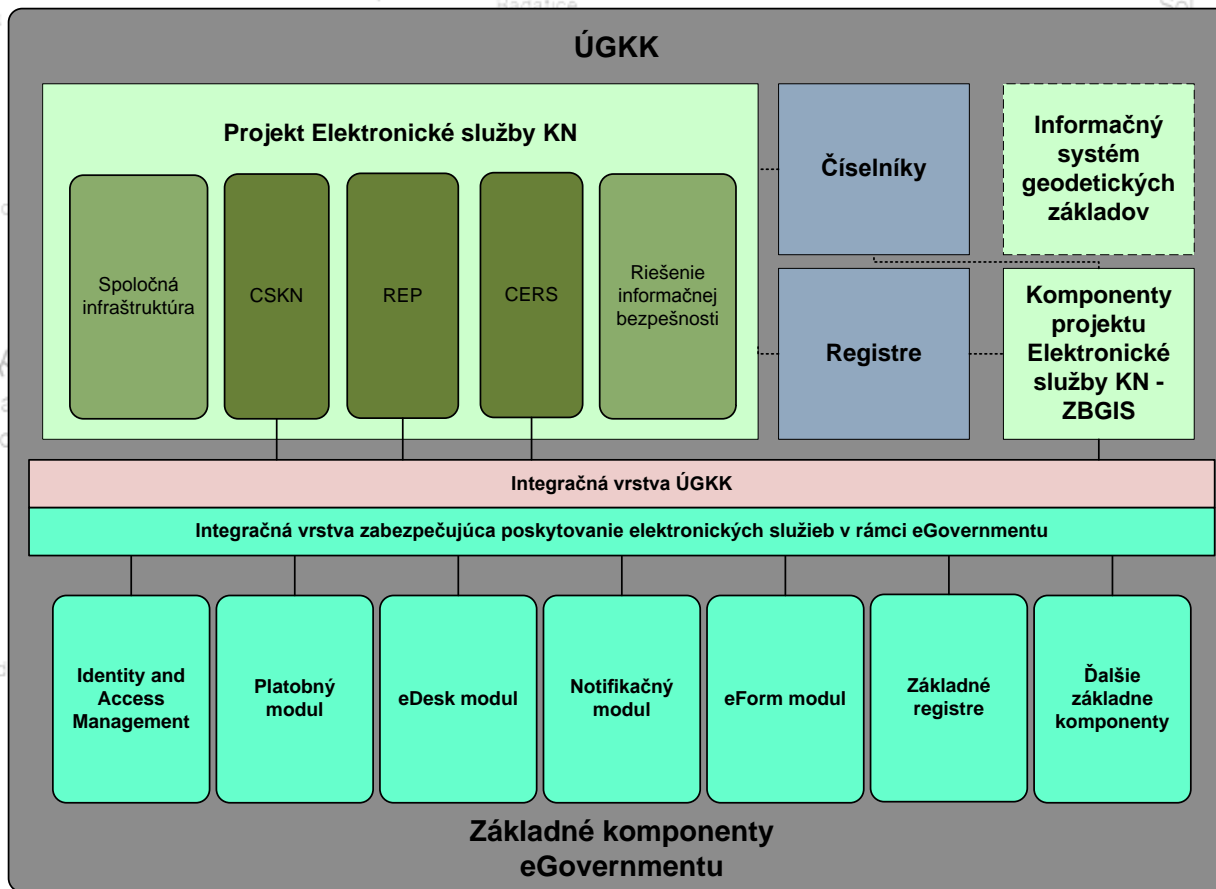 Radatice
Sol
ÚGKK
Projekt Elektronické služby KN
Spoločná
infraštruktúra
CSKN
REP
CERS
Riešenie
informačnej
bezpešnosti
Číselníky
Registre
Informačný
systém
geodetických
základov
Komponenty
projektu
Elektronické
služby KN -
ZBGIS
Integračná vrstva ÚGKK
Integračná vrstva zabezpečujúca poskytovanie elektronických služieb v rámci eGovernmentu
Identity and
Access
Management
Platobný
modul
eDesk modul
Notifikačný
modul
eForm modul
Základné
registre
Ďalšie
základne
komponenty
Základné komponenty
eGovernmentu